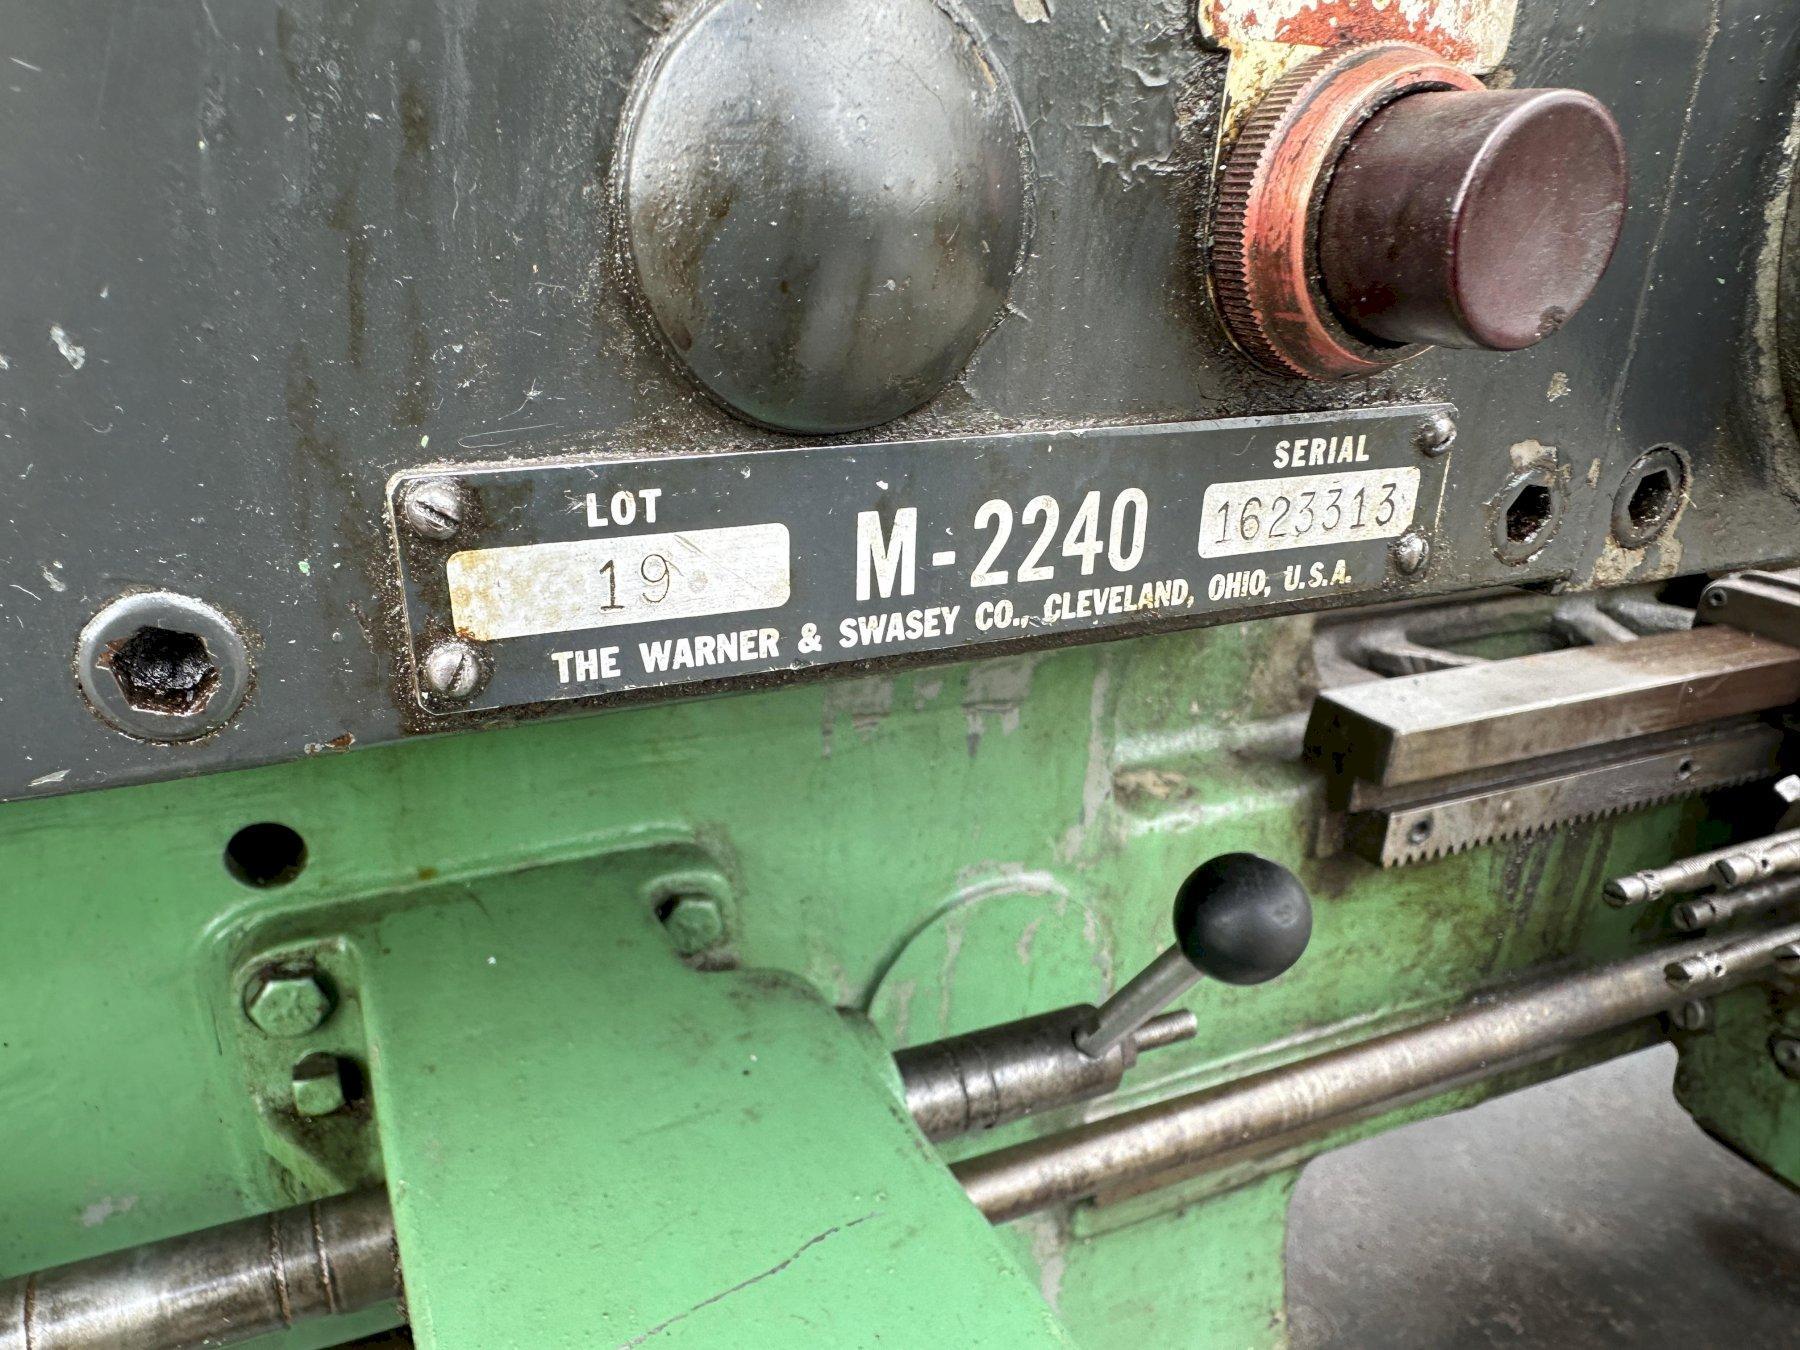 LOT
SERIAL
19
M-2240
1623313
THE WARNER & SWASEY CO., CLEVELAND, OHIO, U.S.A.